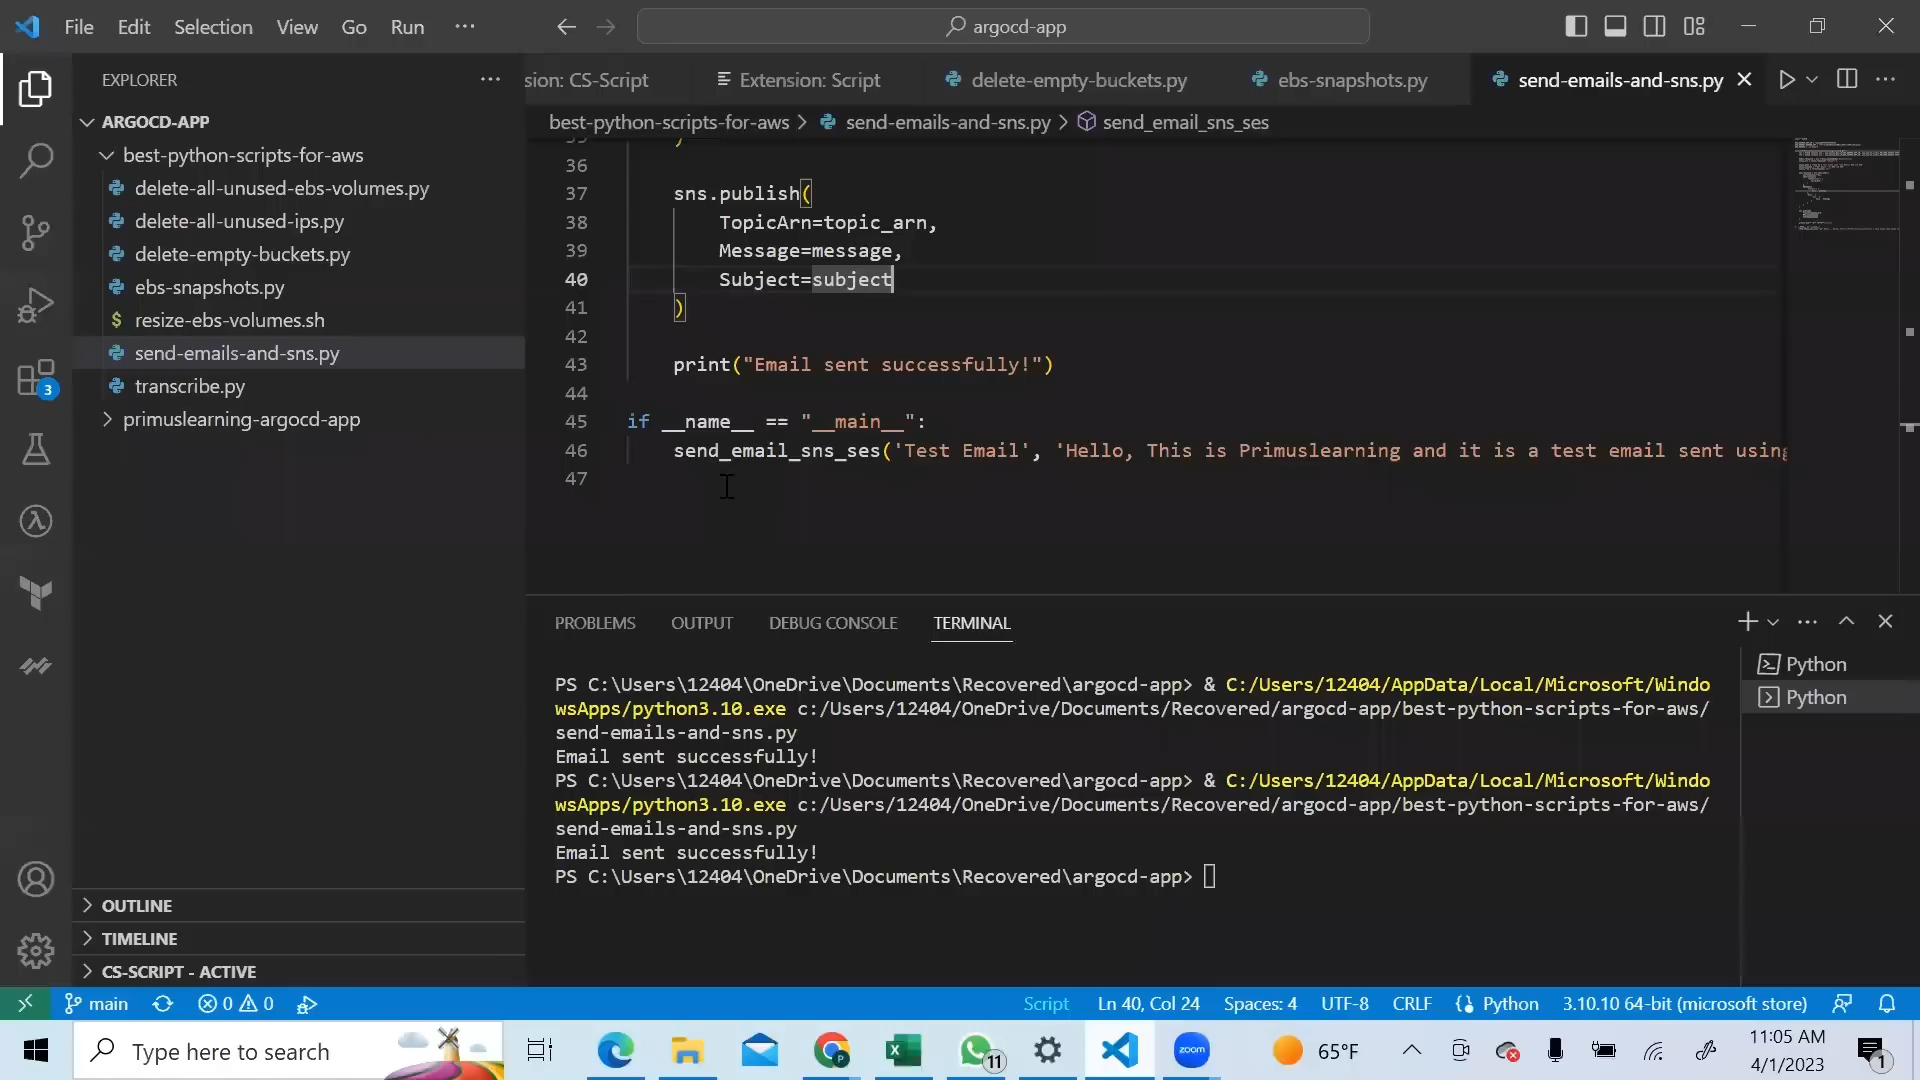 File Edit Selection View Go Run ···
argocd-app
EXPLORER
sion: CS-Script
Extension: Script
delete-empty-buckets.py
ebs-snapshots.py
send-emails-and-sns.py
best-python-scripts-for-aws > send-emails-and-sns.py > send_email_sns_ses
ARGOCD-APP
best-python-scripts-for-aws
delete-all-unused-ebs-volumes.py
delete-all-unused-ips.py
delete-empty-buckets.py
ebs-snapshots.py
$ resize-ebs-volumes.sh
send-emails-and-sns.py
transcribe.py
primuslearning-argocd-app
3
35 )
36
37 sns.publish(
38 TopicArn=topic_arn,
39 Message=message,
40 Subject=subject
41 )
42
43 print("Email sent successfully!")
44
45 if __name__ == "__main__":
46 send_email_sns_ses('Test Email', 'Hello, This is Primuslearning and it is a test email sent using
47
PROBLEMS OUTPUT DEBUG CONSOLE TERMINAL
Python
Python
PS C:\Users\12404\OneDrive\Documents\Recovered\argocd-app> & C:/Users/12404/AppData/Local/Microsoft/Windo
wsApps/python3.10.exe c:/Users/12404/OneDrive/Documents/Recovered/argocd-app/best-python-scripts-for-aws/
send-emails-and-sns.py
Email sent successfully!
PS C:\Users\12404\OneDrive\Documents\Recovered\argocd-app> & C:/Users/12404/AppData/Local/Microsoft/Windo
wsApps/python3.10.exe c:/Users/12404/OneDrive/Documents/Recovered/argocd-app/best-python-scripts-for-aws/
send-emails-and-sns.py
Email sent successfully!
PS C:\Users\12404\OneDrive\Documents\Recovered\argocd-app>
OUTLINE
TIMELINE
CS-SCRIPT - ACTIVE
main 0 0 Script Ln 40, Col 24 Spaces: 4 UTF-8 CRLF Python 3.10.10 64-bit (microsoft store)
Type here to search
P
11
zoom
65°F
11:05 AM
4/1/2023
1